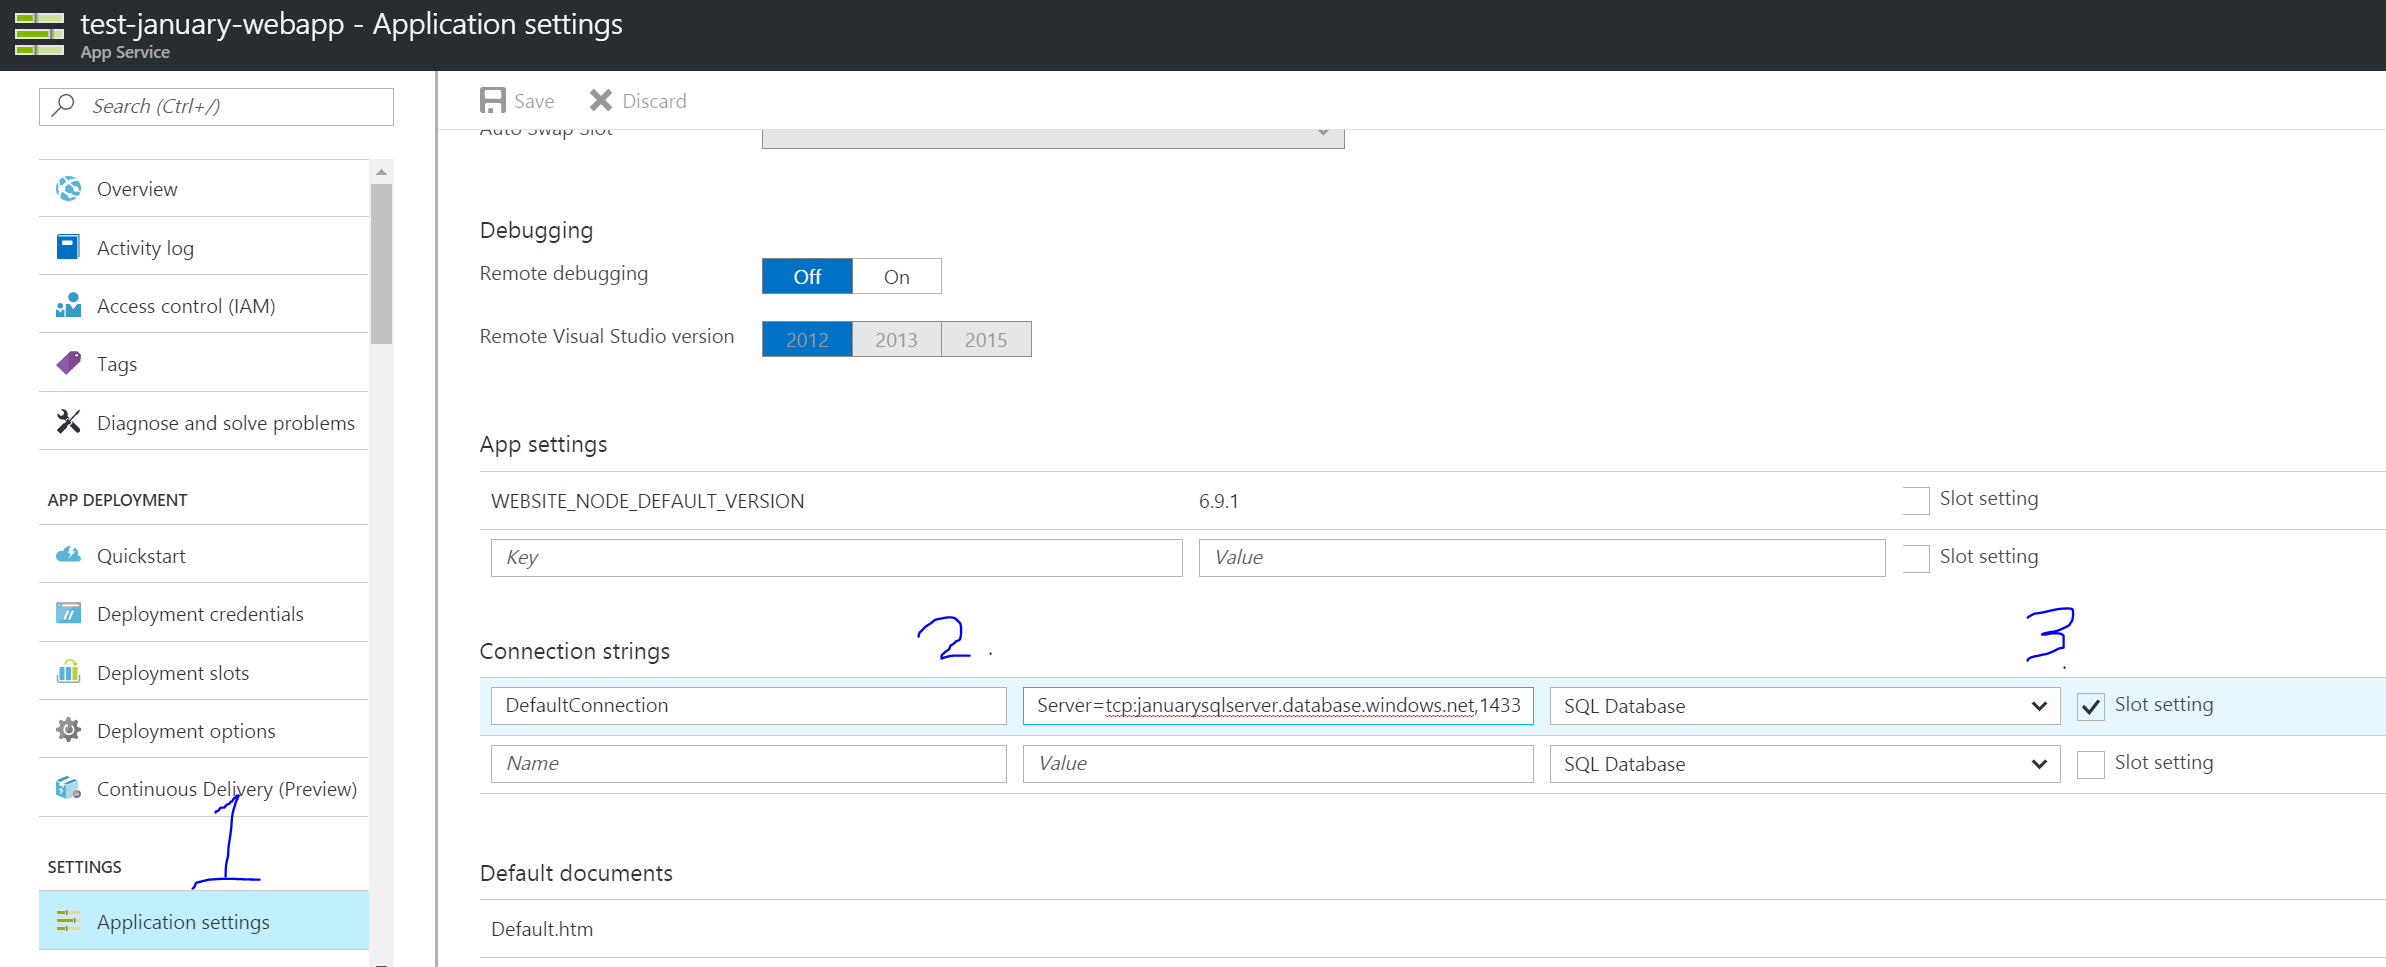 test-january-webapp - Application settings
App Service
Search (Ctrl+/)
Overview
Activity log
Access control (IAM)
Tags
Diagnose and solve problems
APP DEPLOYMENT
Quickstart
Deployment credentials
Deployment slots
Deployment options
Continuous Delivery (Preview)
1
SETTINGS
Application settings
Save Discard
Auto Swap Slot
Debugging
Remote debugging Off On
Remote Visual Studio version 2012 2013 2015
App settings
WEBSITE_NODE_DEFAULT_VERSION 6.9.1 Slot setting
Key Value Slot setting
2. 3.
Connection strings
DefaultConnection Server=tcp:januarysqlserver.database.windows.net,1433 SQL Database Slot setting
Name Value SQL Database Slot setting
Default documents
Default.htm